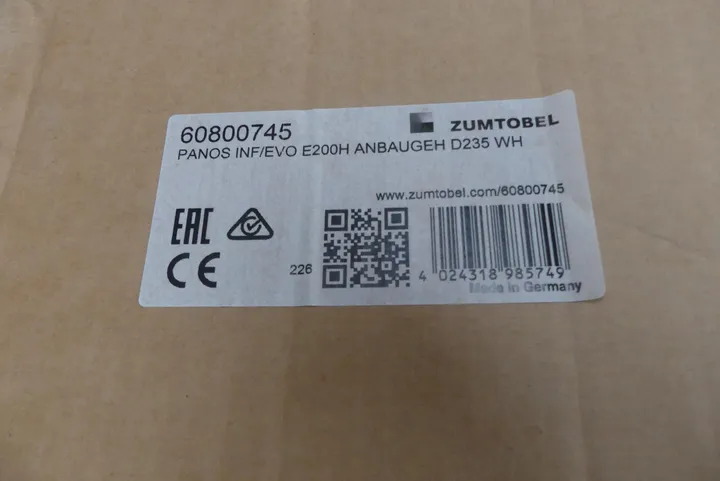 60800745
ZUMTOBEL
PANOS INF/EVO E200H ANBAUGEH D235 WH
www.zumtobel.com/60800745
EAC
CE
226
4 024318 985749
Made in Germany